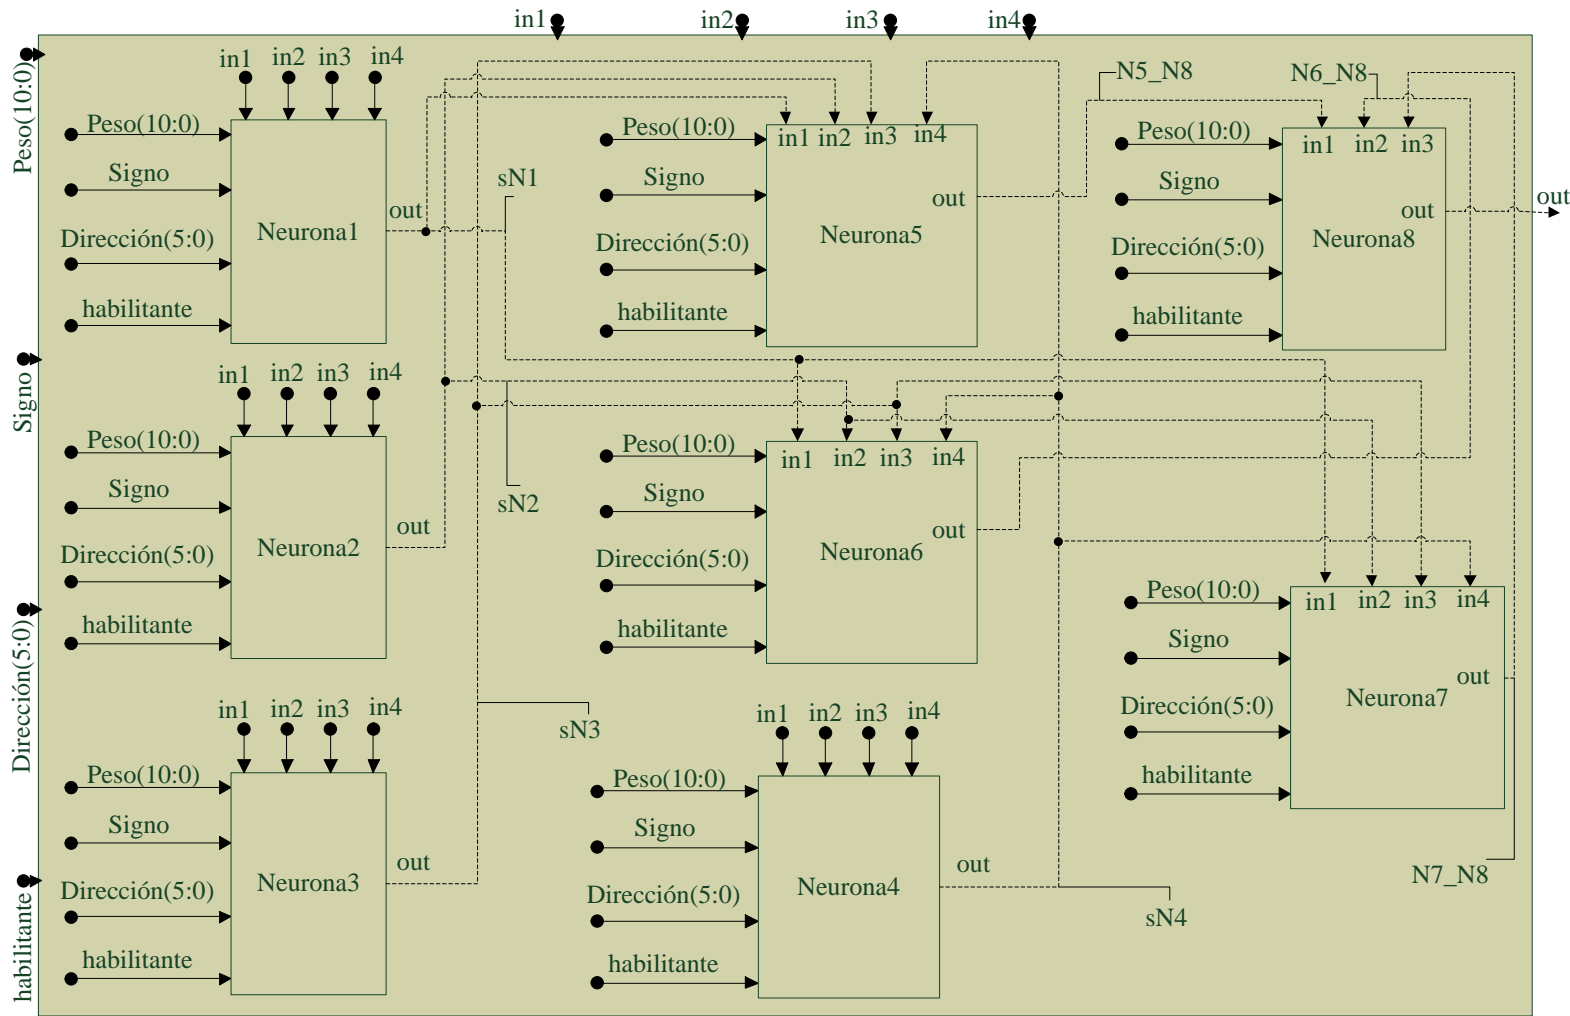 in1
in2
in3
in4
Peso(10:0)
Signo
Dirección(5:0)
habilitante
in1
in2
in3
in4
Peso(10:0)
Signo
Dirección(5:0)
habilitante
Neurona1
out
sN1
Peso(10:0)
Signo
Dirección(5:0)
habilitante
in1
in2
in3
in4
out
Neurona5
N5_N8
N6_N8
Peso(10:0)
Signo
Dirección(5:0)
habilitante
in1
in2
in3
out
Neurona8
out
in1
in2
in3
in4
Peso(10:0)
Signo
Dirección(5:0)
habilitante
Neurona2
out
sN2
Peso(10:0)
Signo
Dirección(5:0)
habilitante
in1
in2
in3
in4
out
Neurona6
Peso(10:0)
Signo
Dirección(5:0)
habilitante
in1
in2
in3
in4
out
Neurona7
N7_N8
in1
in2
in3
in4
Peso(10:0)
Signo
Dirección(5:0)
habilitante
Neurona3
out
sN3
in1
in2
in3
in4
Peso(10:0)
Signo
Dirección(5:0)
habilitante
Neurona4
out
sN4